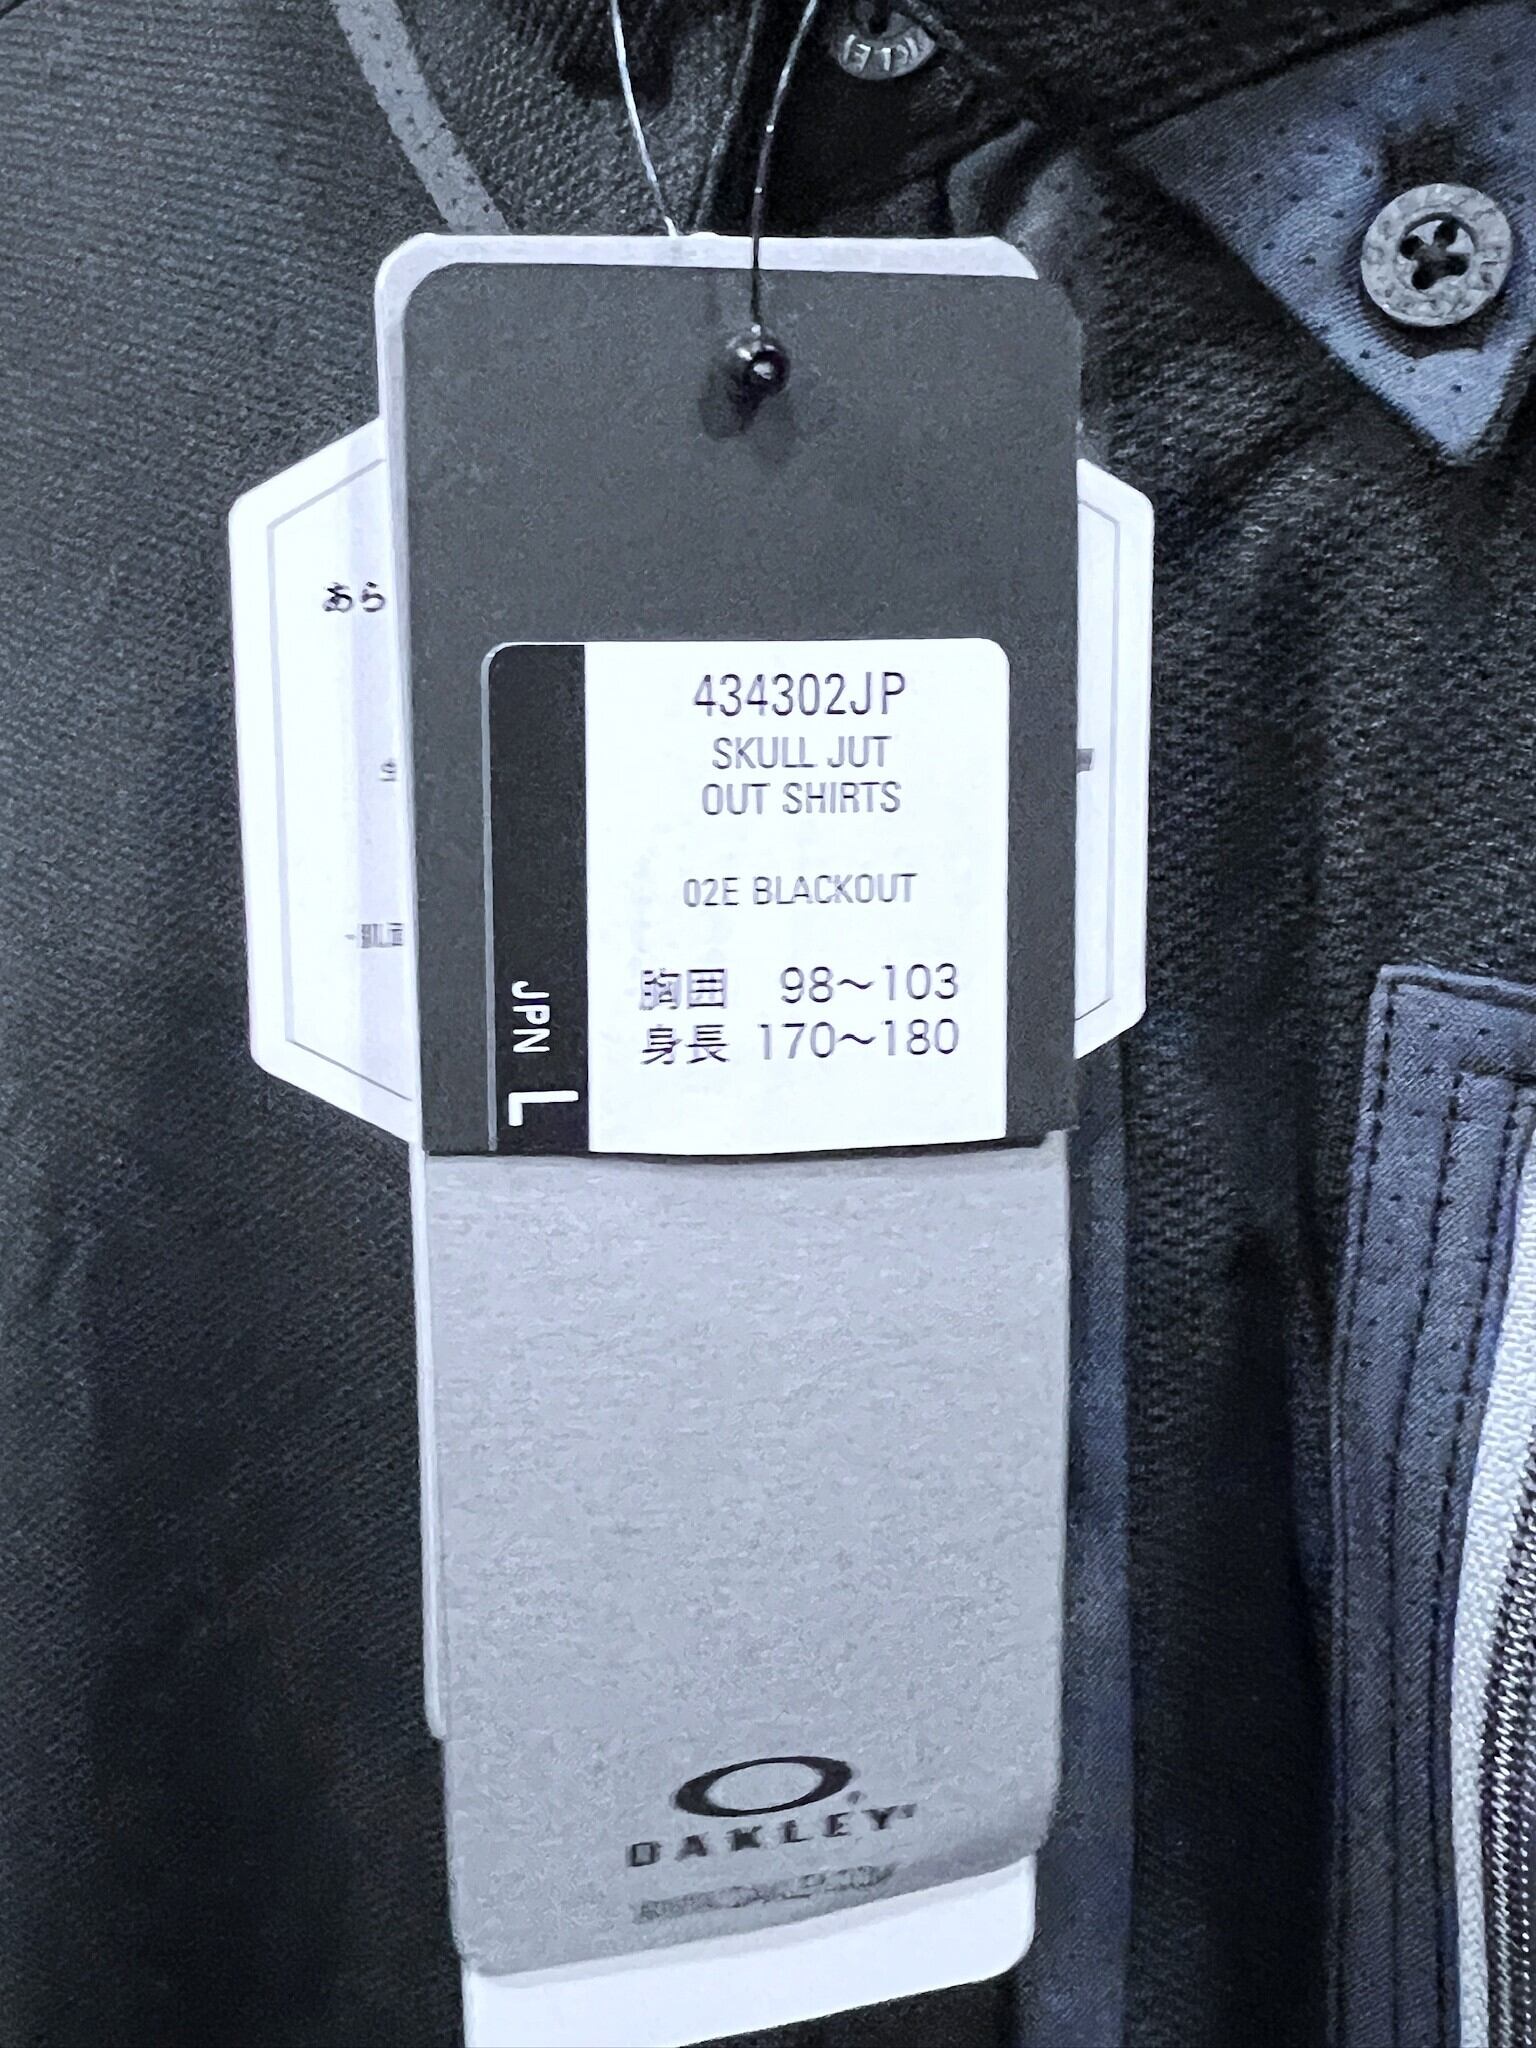 434302JP
SKULL JUT
OUT SHIRTS
02E BLACKOUT
胸囲 98〜103
身長 170〜180
JPN L
あら
OAKLEY